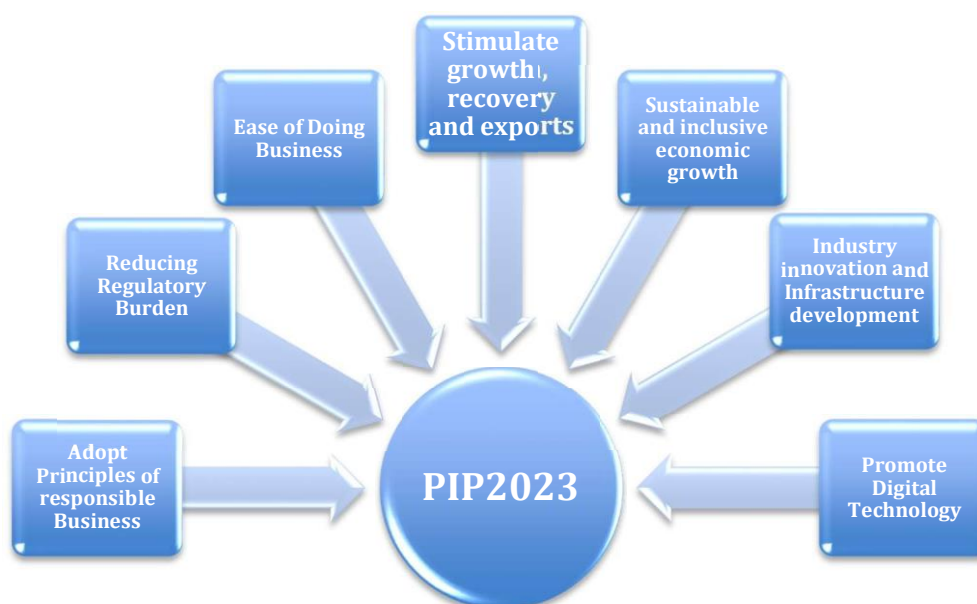 Stimulate
growth,
recovery
and exports
Ease of Doing
Business
Sustainable
and inclusive
economic
growth
Reducing
Regulatory
Burden
Industry
innovation and
Infrastructure
development
Adopt
Principles of
responsible
Business
PIP2023
Promote
Digital
Technology